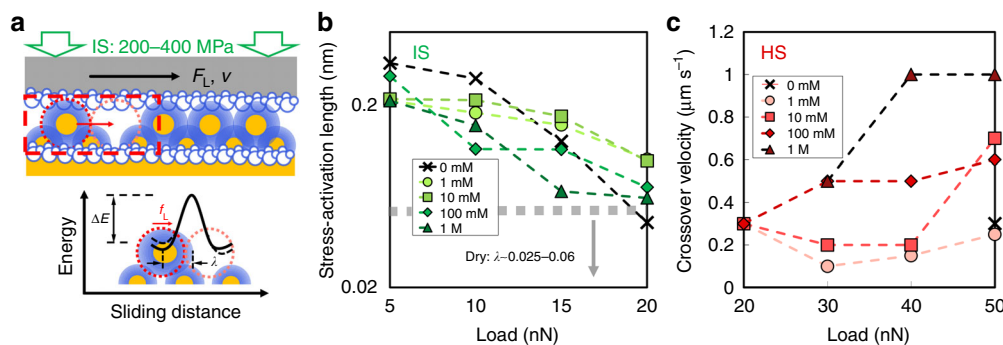 a
IS: 200–400 MPa
F_L, v
ΔE
f_L
λ
Energy
Sliding distance
b
IS
Stress-activation length (nm)
0.2
0.02
0 mM
1 mM
10 mM
100 mM
1 M
Dry: λ~0.025–0.06
5 10 15 20
Load (nN)
c
HS
Crossover velocity (μm s⁻¹)
1.2
1
0.8
0.6
0.4
0.2
0
0 mM
1 mM
10 mM
100 mM
1 M
20 30 40 50
Load (nN)